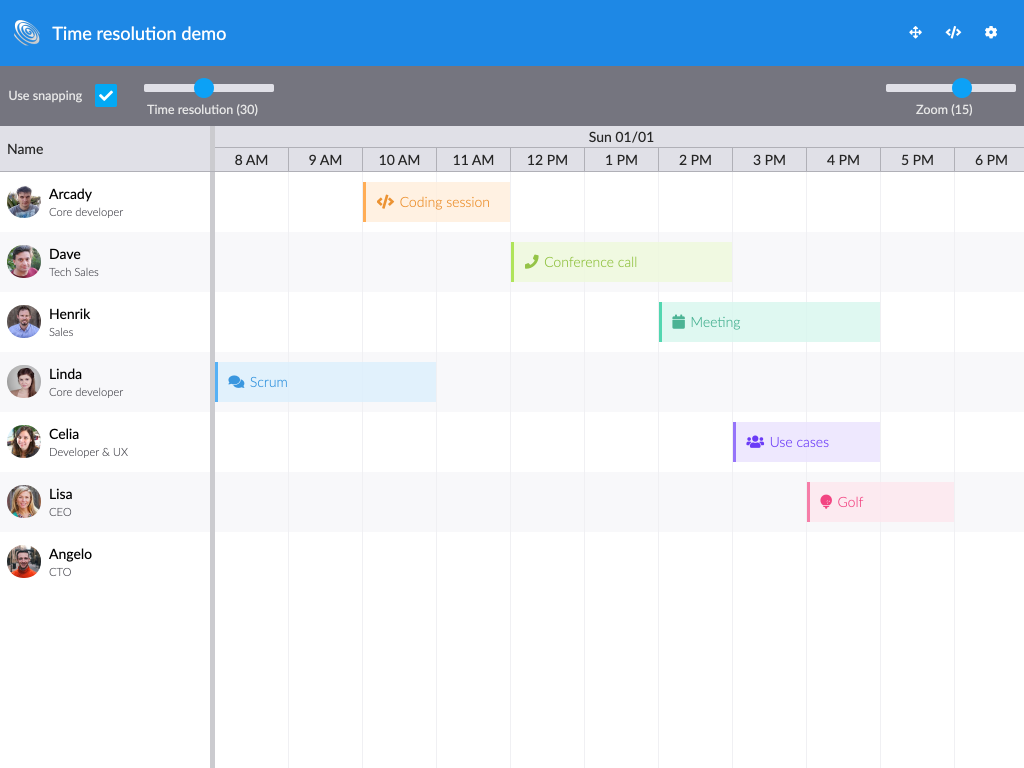 Time resolution demo
Use snapping
Time resolution (30)
Zoom (15)
Name
Sun 01/01
8 AM 9 AM 10 AM 11 AM 12 PM 1 PM 2 PM 3 PM 4 PM 5 PM 6 PM
Arcady
Core developer
Coding session
Dave
Tech Sales
Conference call
Henrik
Sales
Meeting
Linda
Core developer
Scrum
Celia
Developer & UX
Use cases
Lisa
CEO
Golf
Angelo
CTO